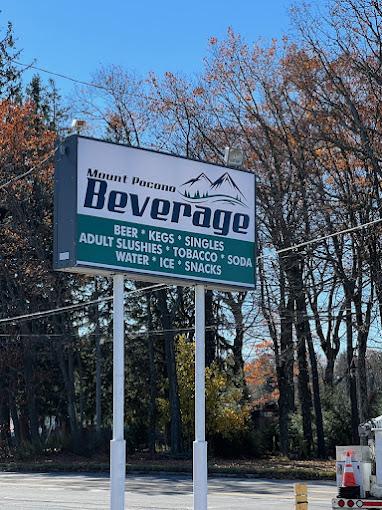 Mount Pocono
Beverage
BEER * KEGS * SINGLES
ADULT SLUSHIES * TOBACCO * SODA
WATER * ICE * SNACKS